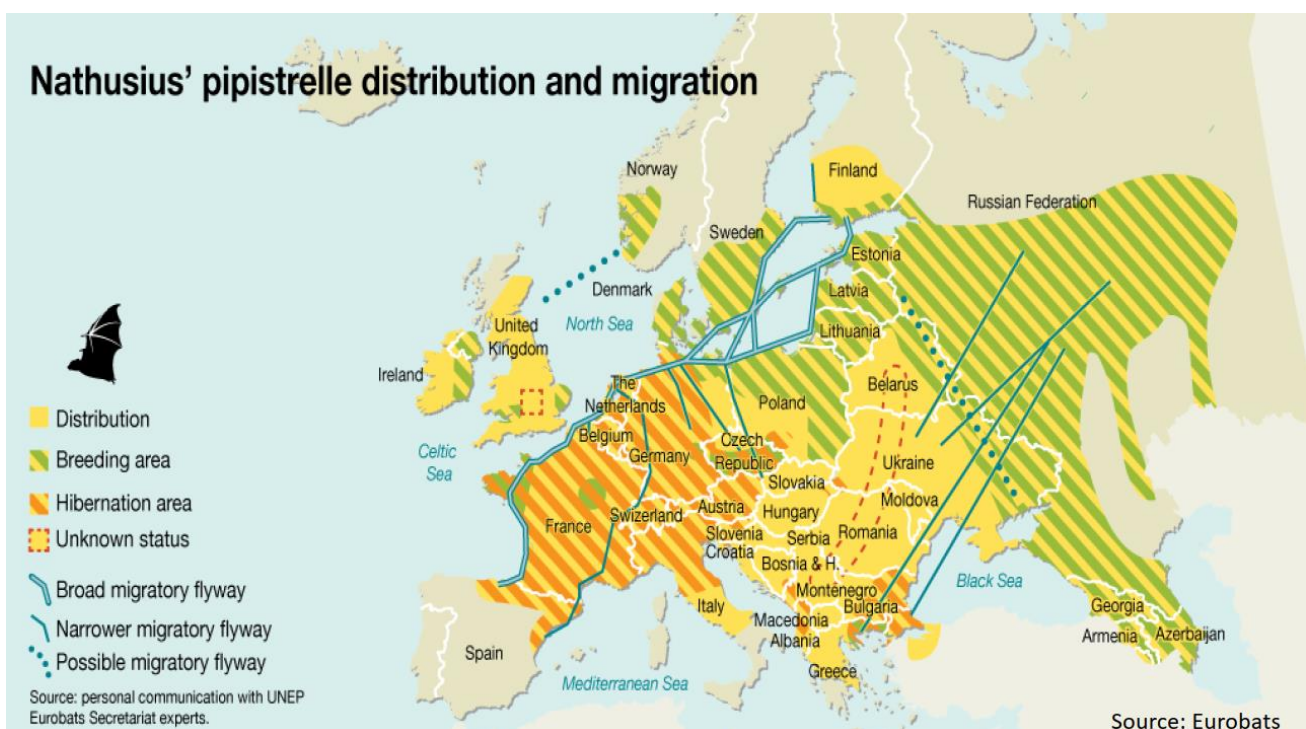 Nathusius' pipistrelle distribution and migration
Norway
Finland
Russian Federation
Sweden
Estonia
Denmark
Latvia
North Sea
United
Kingdom
Lithuania
Ireland
The
Netherlands
Belarus
Poland
Belgium
Celtic
Sea
Germany
Czech
Republic
Ukraine
Slovakia
Moldova
France
Swizerland
Austria
Hungary
Slovenia
Croatia
Serbia
Romania
Bosnia & H.
Black Sea
Montenegro
Bulgaria
Italy
Macedonia
Albania
Georgia
Armenia
Azerbaijan
Spain
Greece
Mediterranean Sea
Distribution
Breeding area
Hibernation area
Unknown status
Broad migratory flyway
Narrower migratory flyway
Possible migratory flyway
Source: personal communication with UNEP
Eurobats Secretariat experts.
Source: Eurobats